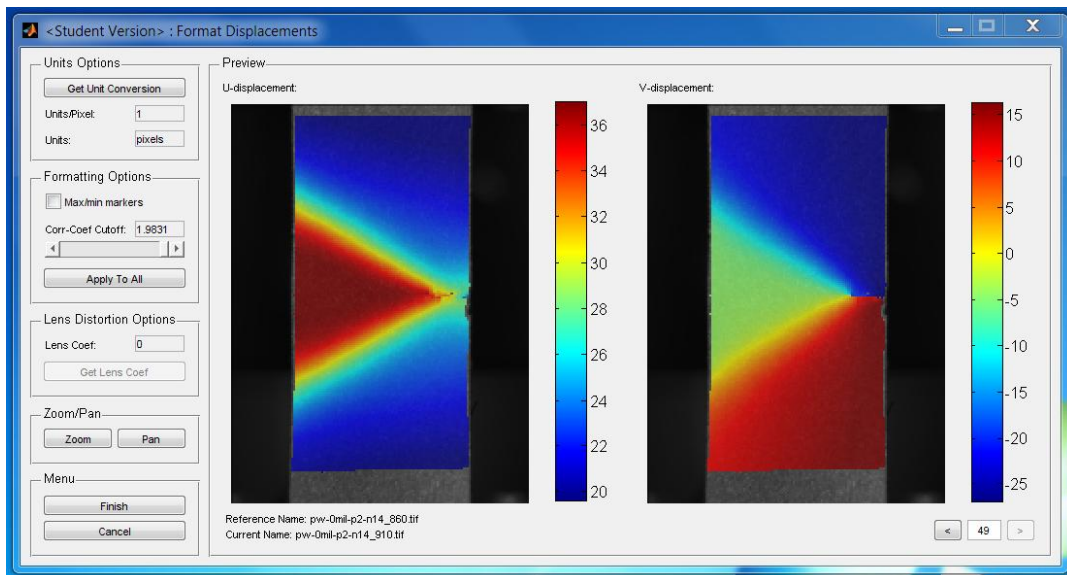 <Student Version> : Format Displacements
Units Options
Get Unit Conversion
Units/Pixel: 1
Units: pixels
Formatting Options
Max/min markers
Corr-Coef Cutoff: 1.9831
Apply To All
Lens Distortion Options
Lens Coef: 0
Get Lens Coef
Zoom/Pan
Zoom Pan
Menu
Finish
Cancel
Preview
U-displacement:
36
34
32
30
28
26
24
22
20
Reference Name: pw-0mil-p2-n14_860.tif
Current Name: pw-0mil-p2-n14_910.tif
V-displacement:
15
10
5
0
-5
-10
-15
-20
-25
< 49 >